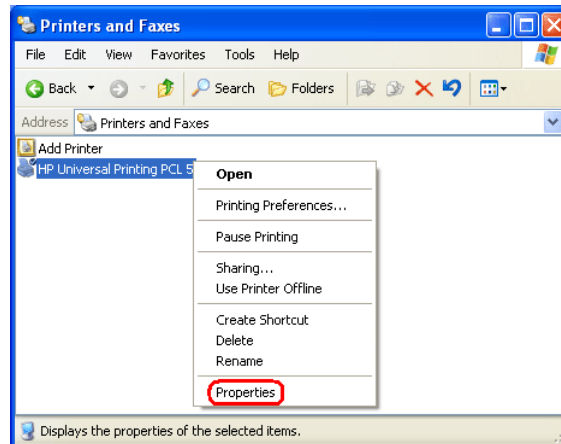 Printers and Faxes
File Edit View Favorites Tools Help
Back Search Folders
Address Printers and Faxes
Add Printer
HP Universal Printing PCL 5
Open
Printing Preferences...
Pause Printing
Sharing...
Use Printer Offline
Create Shortcut
Delete
Rename
Properties
Displays the properties of the selected items.